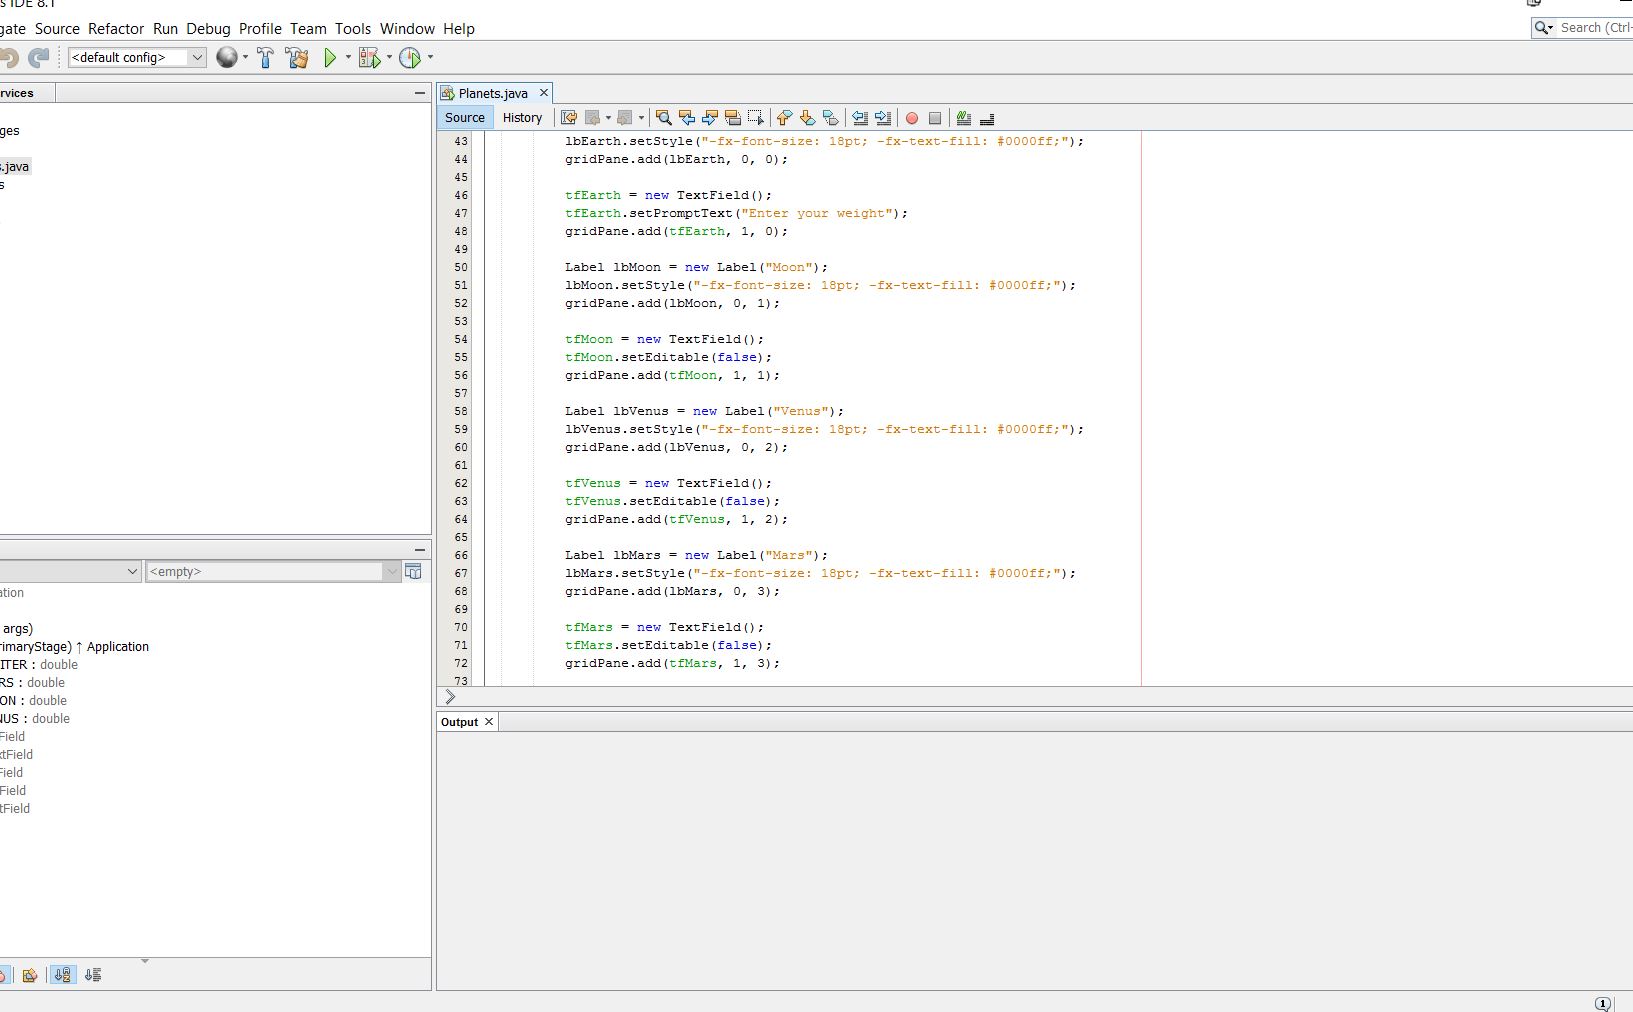 s IDE 8.1
gate Source Refactor Run Debug Profile Team Tools Window Help
Search (Ctrl-
<default config>
rvices
ges
s.java
s
<empty>
ation
args)
rimaryStage) ↑ Application
ITER : double
RS : double
ON : double
NUS : double
Field
xtField
Field
Field
tField
Planets.java
Source History
43 lbEarth.setStyle("-fx-font-size: 18pt; -fx-text-fill: #0000ff;");
44 gridPane.add(lbEarth, 0, 0);
45
46 tfEarth = new TextField();
47 tfEarth.setPromptText("Enter your weight");
48 gridPane.add(tfEarth, 1, 0);
49
50 Label lbMoon = new Label("Moon");
51 lbMoon.setStyle("-fx-font-size: 18pt; -fx-text-fill: #0000ff;");
52 gridPane.add(lbMoon, 0, 1);
53
54 tfMoon = new TextField();
55 tfMoon.setEditable(false);
56 gridPane.add(tfMoon, 1, 1);
57
58 Label lbVenus = new Label("Venus");
59 lbVenus.setStyle("-fx-font-size: 18pt; -fx-text-fill: #0000ff;");
60 gridPane.add(lbVenus, 0, 2);
61
62 tfVenus = new TextField();
63 tfVenus.setEditable(false);
64 gridPane.add(tfVenus, 1, 2);
65
66 Label lbMars = new Label("Mars");
67 lbMars.setStyle("-fx-font-size: 18pt; -fx-text-fill: #0000ff;");
68 gridPane.add(lbMars, 0, 3);
69
70 tfMars = new TextField();
71 tfMars.setEditable(false);
72 gridPane.add(tfMars, 1, 3);
73
Output
1